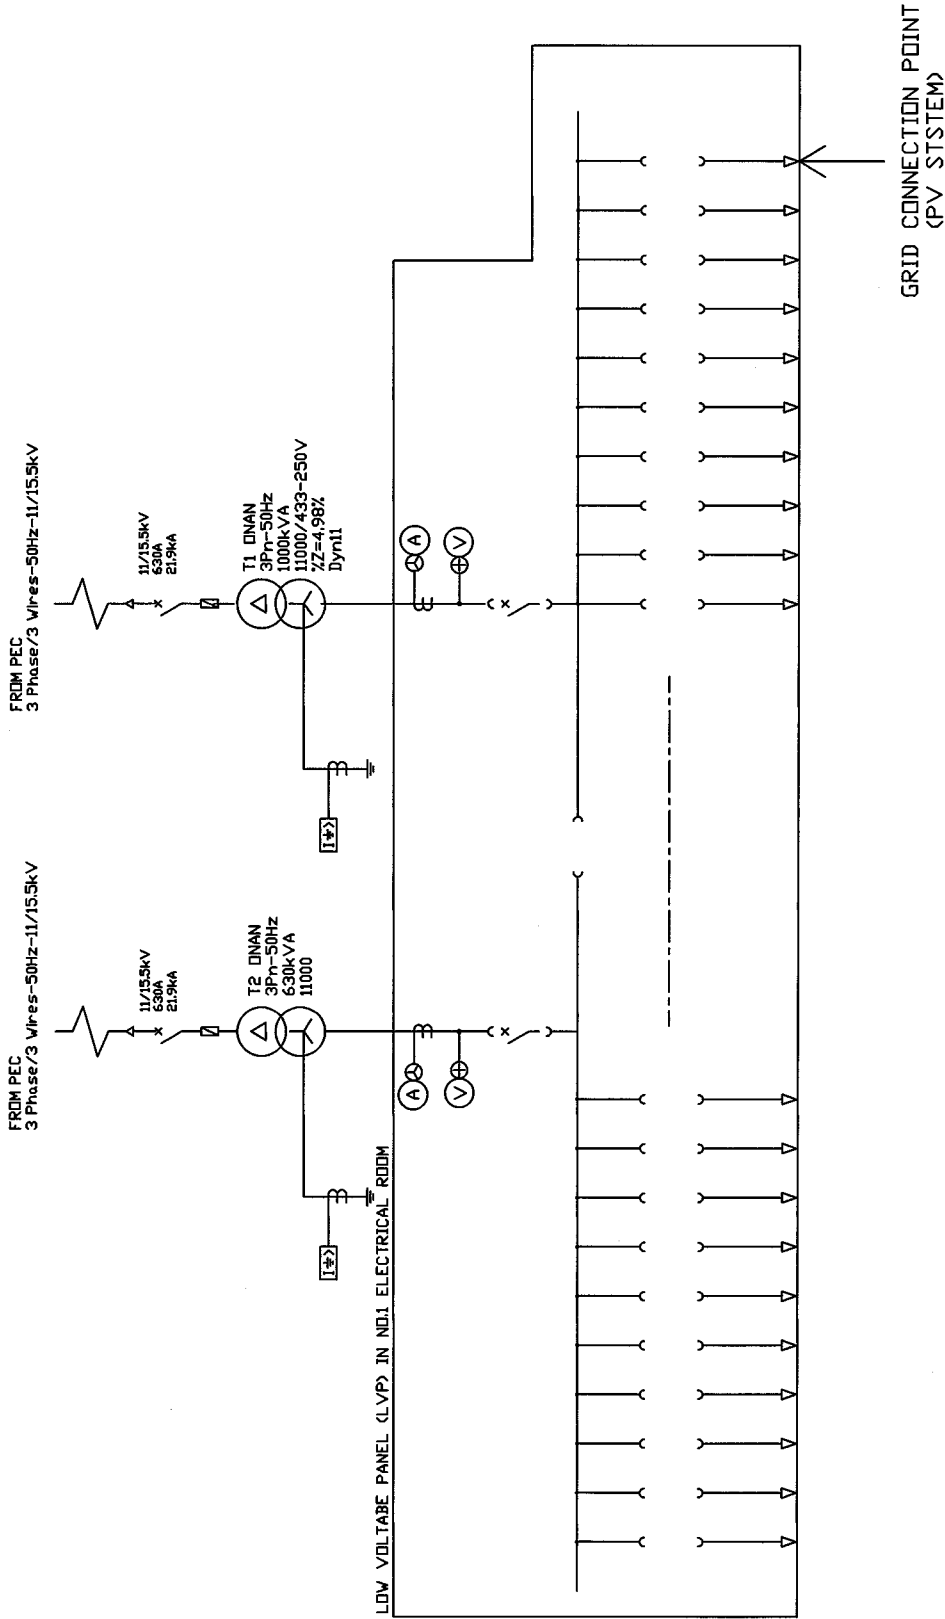 FROM PEC
3 Phase/3 Wires-50Hz-11/15.5kV
11/15.5kV
630A
21.9kA
T2 ONAN
3Pn-50Hz
630kVA
11000
I >
A
V
FROM PEC
3 Phase/3 Wires-50Hz-11/15.5kV
11/15.5kV
630A
21.9kA
T1 ONAN
3Pn-50Hz
1000kVA
11000/433-250V
%Z=4.98%
Dyn11
I >
A
V
LOW VOLTABE PANEL (LVP) IN NO.1 ELECTRICAL ROOM
GRID CONNECTION POINT
(PV STSTEM)